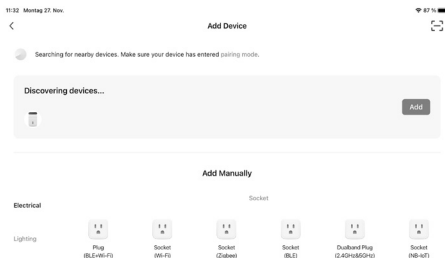 11:32 Montag 27. Nov.
87 %
Add Device
Searching for nearby devices. Make sure your device has entered pairing mode.
Discovering devices...
Add
Add Manually
Socket
Electrical
Lighting
Plug
(BLE+Wi-Fi)
Socket
(Wi-Fi)
Socket
(Zigbee)
Socket
(BLE)
Dualband Plug
(2.4GHz&5GHz)
Socket
(NB-IoT)